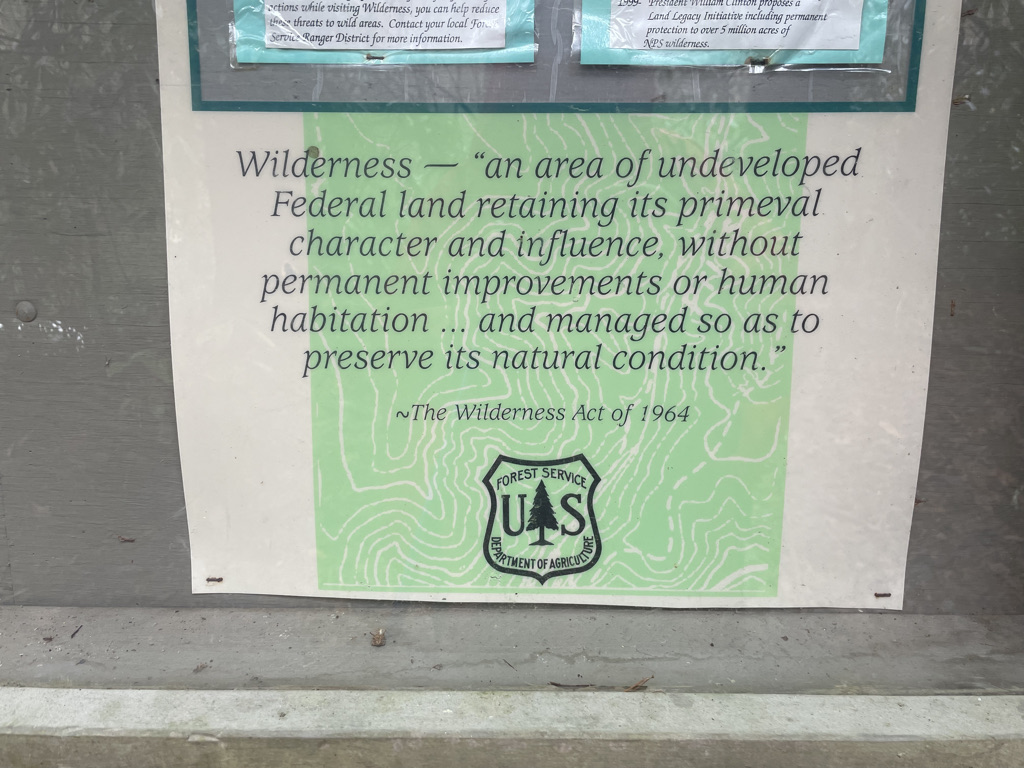 actions while visiting Wilderness, you can help reduce
these threats to wild areas. Contact your local Forest
Service Ranger District for more information.
1999- President William Clinton proposes a
Land Legacy Initiative including permanent
protection to over 5 million acres of
NPS wilderness.
Wilderness — “an area of undeveloped
Federal land retaining its primeval
character and influence, without
permanent improvements or human
habitation ... and managed so as to
preserve its natural condition.”
~The Wilderness Act of 1964
FOREST SERVICE
U S
DEPARTMENT OF AGRICULTURE